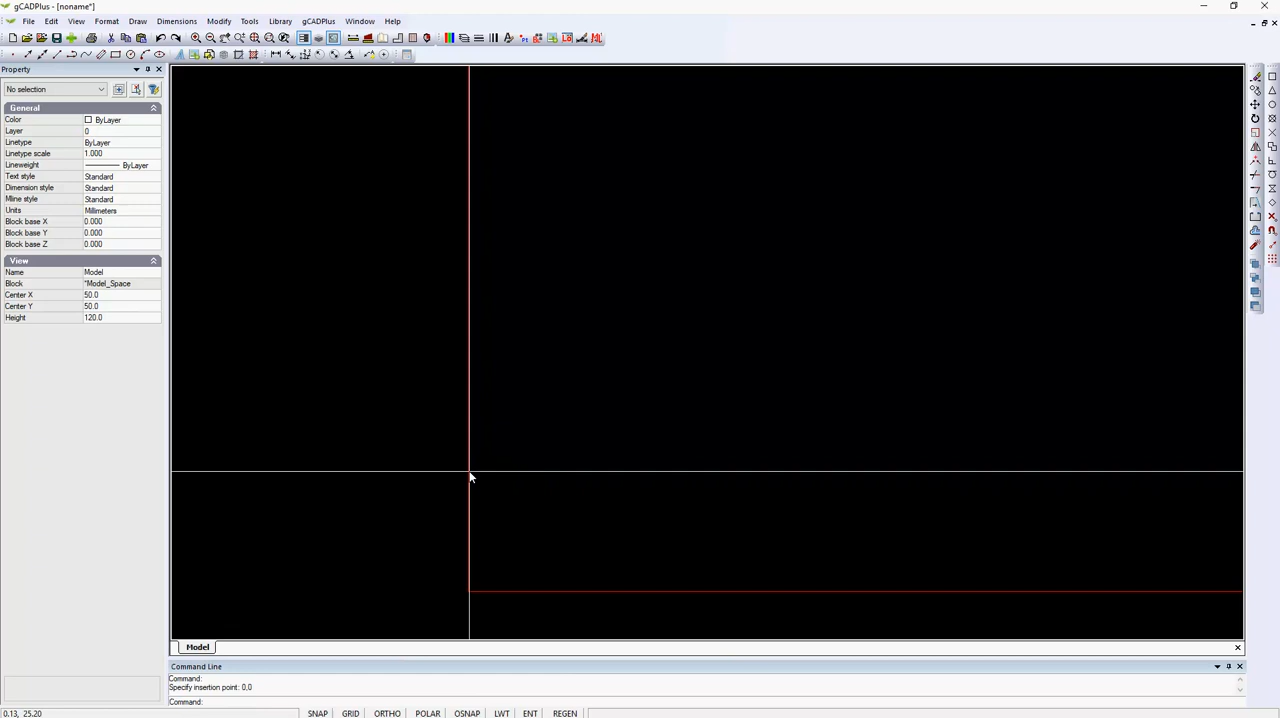 gCADPlus - [noname*]
File Edit View Format Draw Dimensions Modify Tools Library gCADPlus Window Help
Property
No selection
General
Color ByLayer
Layer 0
Linetype ByLayer
Linetype scale 1.000
Lineweight ByLayer
Text style Standard
Dimension style Standard
Mline style Standard
Units Millimeters
Block base X 0.000
Block base Y 0.000
Block base Z 0.000
View
Name Model
Block *Model_Space
Center X 50.0
Center Y 50.0
Height 120.0
Model
Command Line
Command:
Specify insertion point: 0,0
Command:
0.13, 25.20 SNAP GRID ORTHO POLAR OSNAP LWT ENT REGEN